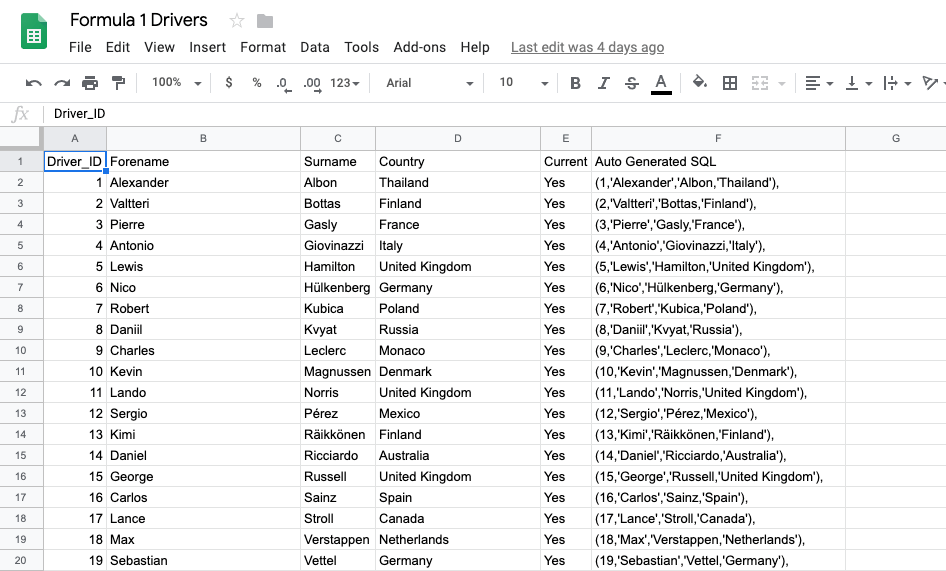 Formula 1 Drivers
File Edit View Insert Format Data Tools Add-ons Help Last edit was 4 days ago
100% $ % .0 .00 123 Arial 10 B I S A
fx Driver_ID
A B C D E F G
1 Driver_ID Forename Surname Country Current Auto Generated SQL
2 1 Alexander Albon Thailand Yes (1,'Alexander','Albon,'Thailand'),
3 2 Valtteri Bottas Finland Yes (2,'Valtteri','Bottas,'Finland'),
4 3 Pierre Gasly France Yes (3,'Pierre','Gasly,'France'),
5 4 Antonio Giovinazzi Italy Yes (4,'Antonio','Giovinazzi,'Italy'),
6 5 Lewis Hamilton United Kingdom Yes (5,'Lewis','Hamilton,'United Kingdom'),
7 6 Nico Hülkenberg Germany Yes (6,'Nico','Hülkenberg,'Germany'),
8 7 Robert Kubica Poland Yes (7,'Robert','Kubica,'Poland'),
9 8 Daniil Kvyat Russia Yes (8,'Daniil','Kvyat,'Russia'),
10 9 Charles Leclerc Monaco Yes (9,'Charles','Leclerc,'Monaco'),
11 10 Kevin Magnussen Denmark Yes (10,'Kevin','Magnussen,'Denmark'),
12 11 Lando Norris United Kingdom Yes (11,'Lando','Norris,'United Kingdom'),
13 12 Sergio Pérez Mexico Yes (12,'Sergio','Pérez,'Mexico'),
14 13 Kimi Räikkönen Finland Yes (13,'Kimi','Räikkönen,'Finland'),
15 14 Daniel Ricciardo Australia Yes (14,'Daniel','Ricciardo,'Australia'),
16 15 George Russell United Kingdom Yes (15,'George','Russell,'United Kingdom'),
17 16 Carlos Sainz Spain Yes (16,'Carlos','Sainz,'Spain'),
18 17 Lance Stroll Canada Yes (17,'Lance','Stroll,'Canada'),
19 18 Max Verstappen Netherlands Yes (18,'Max','Verstappen,'Netherlands'),
20 19 Sebastian Vettel Germany Yes (19,'Sebastian','Vettel,'Germany'),